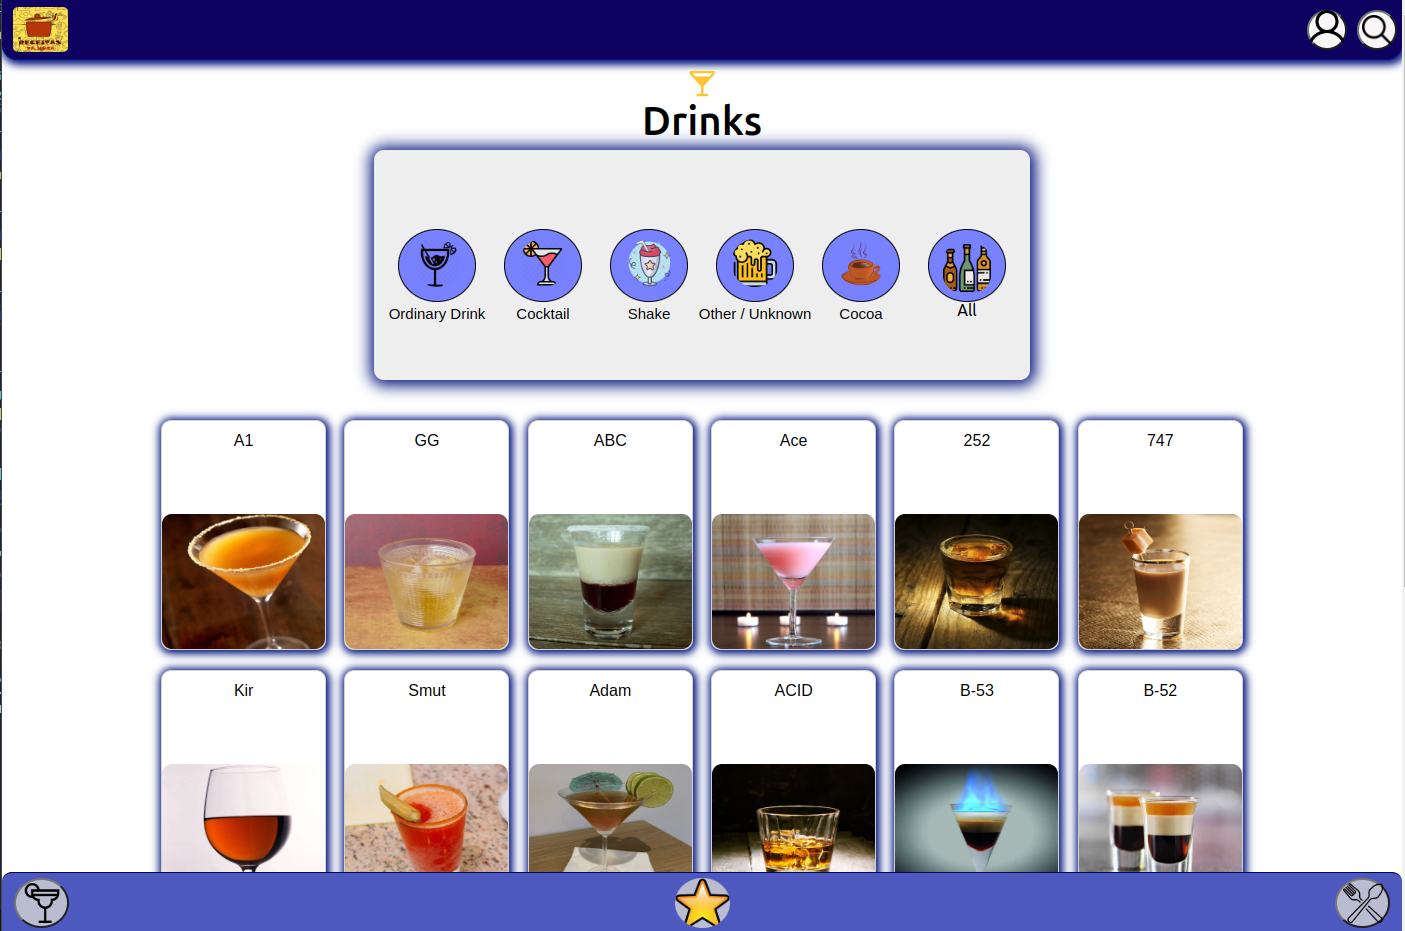 RECEITAS
Drinks
Ordinary Drink
Cocktail
Shake
Other / Unknown
Cocoa
All
A1
GG
ABC
Ace
252
747
Kir
Smut
Adam
ACID
B-53
B-52